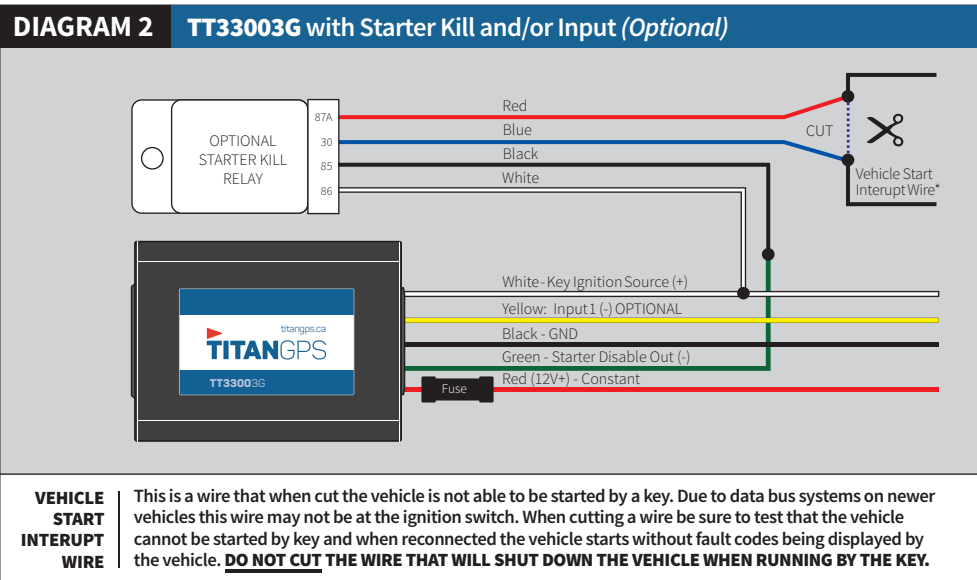 DIAGRAM 2 TT33003G with Starter Kill and/or Input (Optional)
Red
87A
Blue
CUT
OPTIONAL
STARTER KILL
RELAY
30
Black
85
White
86
Vehicle Start
Interupt Wire*
White-Key Ignition Source (+)
Yellow: Input1 (-) OPTIONAL
Black - GND
Green - Starter Disable Out (-)
Red (12V+) - Constant
Fuse
titangps.ca
TITANGPS
TT33003G
VEHICLE
START
INTERUPT
WIRE
This is a wire that when cut the vehicle is not able to be started by a key. Due to data bus systems on newer
vehicles this wire may not be at the ignition switch. When cutting a wire be sure to test that the vehicle
cannot be started by key and when reconnected the vehicle starts without fault codes being displayed by
the vehicle. DO NOT CUT THE WIRE THAT WILL SHUT DOWN THE VEHICLE WHEN RUNNING BY THE KEY.